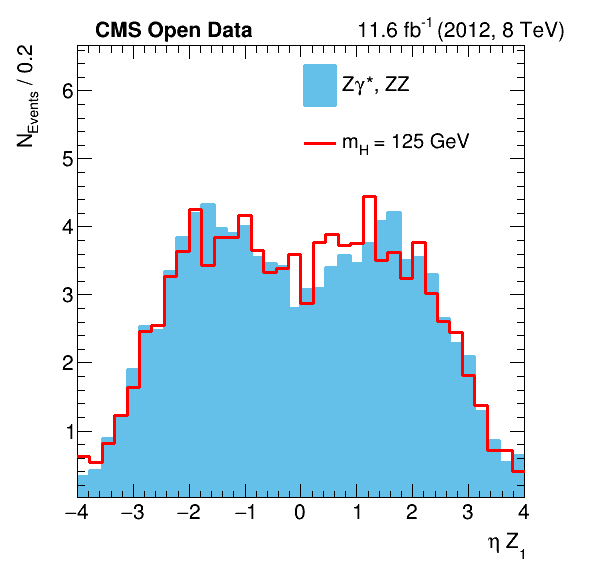 CMS Open Data 11.6 fb⁻¹ (2012, 8 TeV)
N_Events / 0.2
Zγ*, ZZ
m_H = 125 GeV
6
5
4
3
2
1
−4 −3 −2 −1 0 1 2 3 4
η Z₁